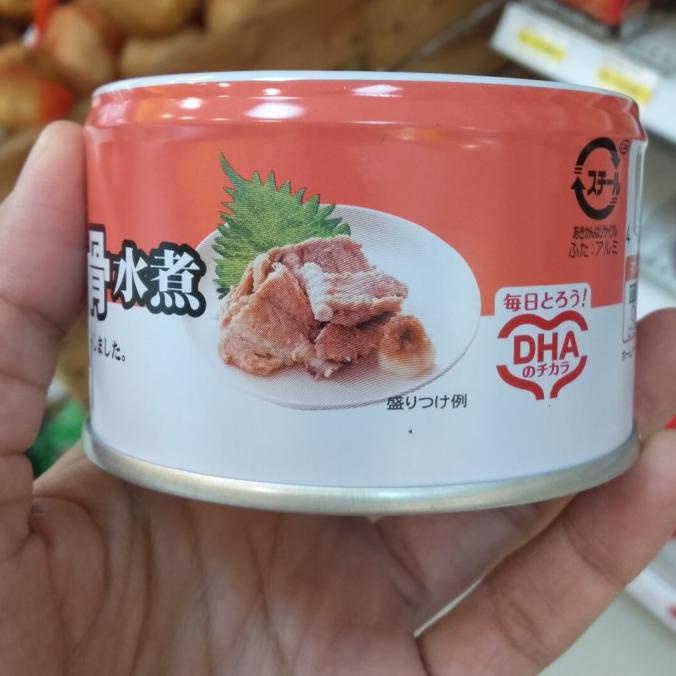 骨水煮
しました。
盛りつけ例
スチール
あきかんはリサイクル
ふた：アルミ
毎日とろう!
DHA
のチカラ